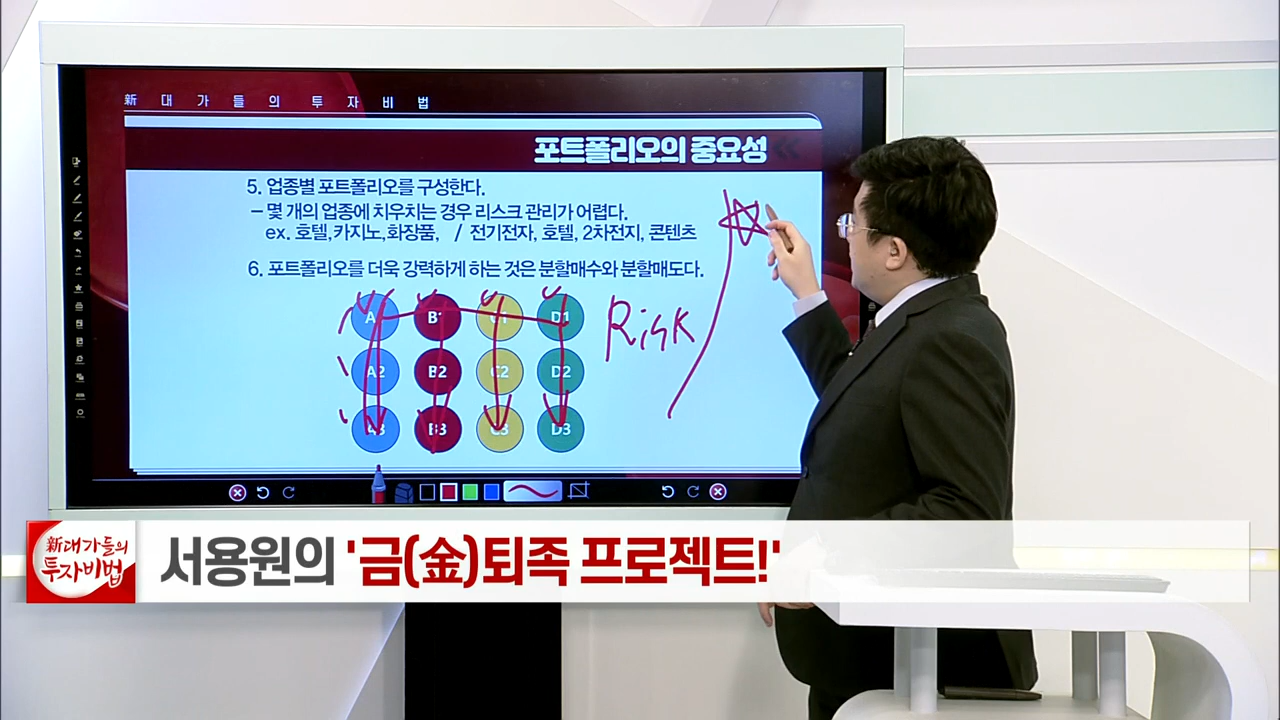 新 대 가 들 의 투 자 비 법
포트폴리오의 중요성
5. 업종별 포트폴리오를 구성한다.
– 몇 개의 업종에 치우치는 경우 리스크 관리가 어렵다.
ex. 호텔,카지노,화장품, / 전기전자, 호텔, 2차전지, 콘텐츠
6. 포트폴리오를 더욱 강력하게 하는 것은 분할매수와 분할매도다.
B1 C1 D1
A2 B2 C2 D2
A3 B3 C3 D3
Risk
新대가들의
투자비법
서용원의 '금(金)퇴족 프로젝트!'